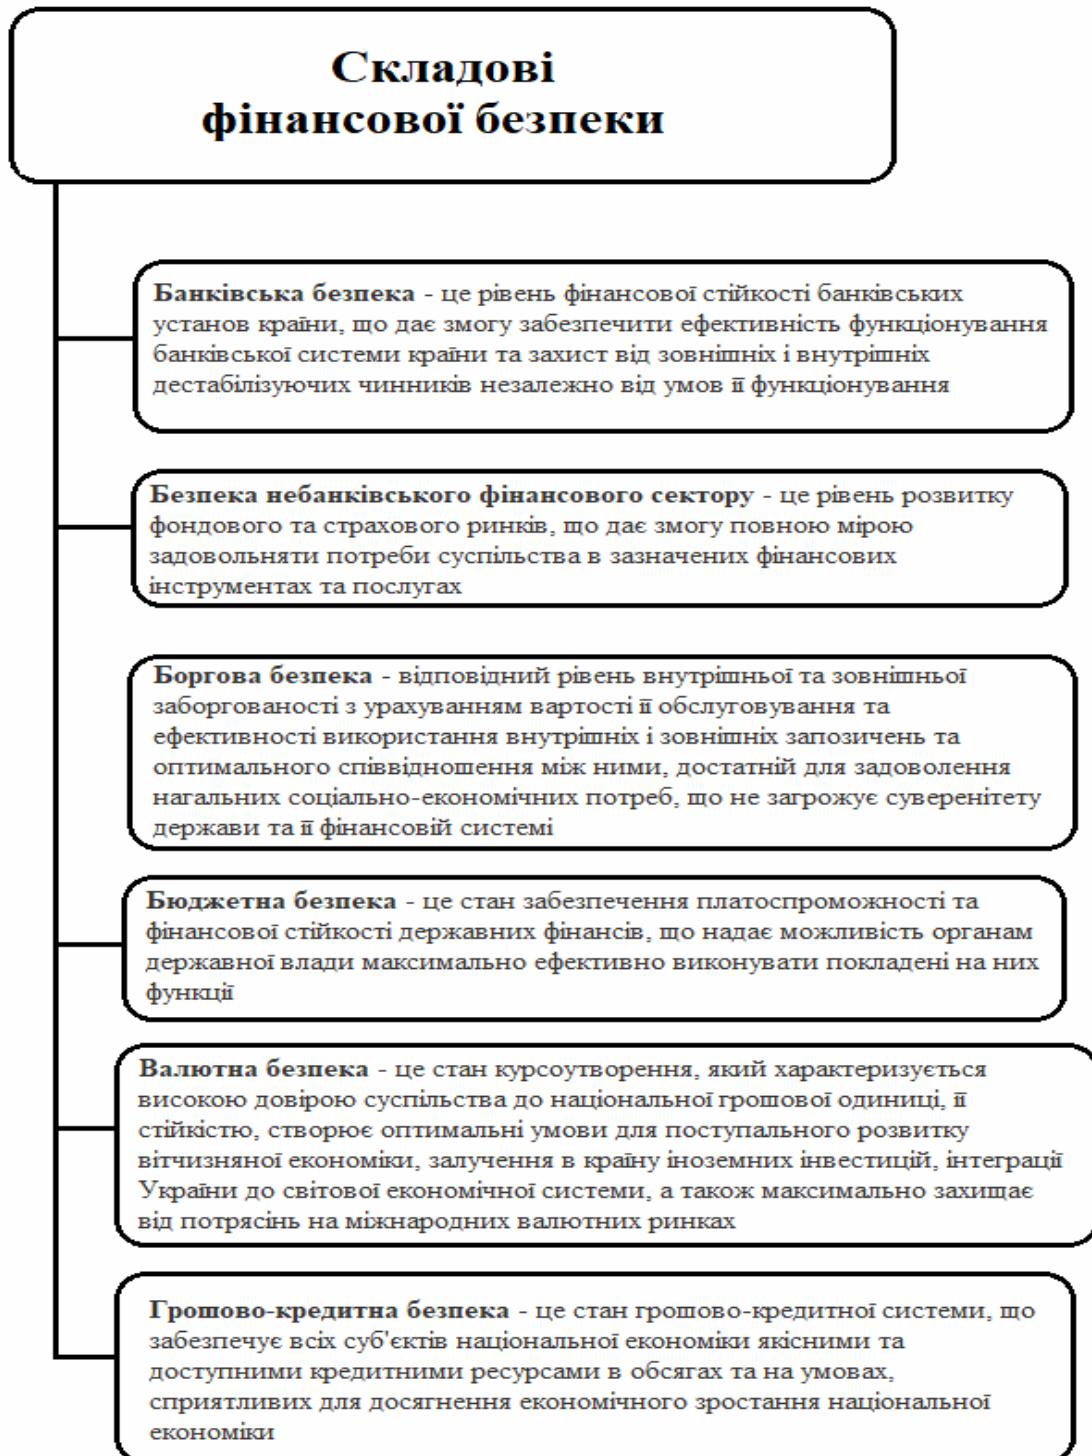 Складові
фінансової безпеки
Банківська безпека - це рівень фінансової стійкості банківських
установ країни, що дає змогу забезпечити ефективність функціонування
банківської системи країни та захист від зовнішніх і внутрішніх
дестабілізуючих чинників незалежно від умов її функціонування
Безпека небанківського фінансового сектору - це рівень розвитку
фондового та страхового ринків, що дає змогу повною мірою
задовольняти потреби суспільства в зазначених фінансових
інструментах та послугах
Боргова безпека - відповідний рівень внутрішньої та зовнішньої
заборгованості з урахуванням вартості її обслуговування та
ефективності використання внутрішніх і зовнішніх запозичень та
оптимального співвідношення між ними, достатній для задоволення
нагальних соціально-економічних потреб, що не загрожує суверенітету
держави та її фінансовій системі
Бюджетна безпека - це стан забезпечення платоспроможності та
фінансової стійкості державних фінансів, що надає можливість органам
державної влади максимально ефективно виконувати покладені на них
функції
Валютна безпека - це стан курсоутворення, який характеризується
високою довірою суспільства до національної грошової одиниці, її
стійкістю, створює оптимальні умови для поступального розвитку
вітчизняної економіки, залучення в країну іноземних інвестицій, інтеграції
України до світової економічної системи, а також максимально захищає
від потрясінь на міжнародних валютних ринках
Грошово-кредитна безпека - це стан грошово-кредитної системи, що
забезпечує всіх суб'єктів національної економіки якісними та
доступними кредитними ресурсами в обсягах та на умовах,
сприятливих для досягнення економічного зростання національної
економіки